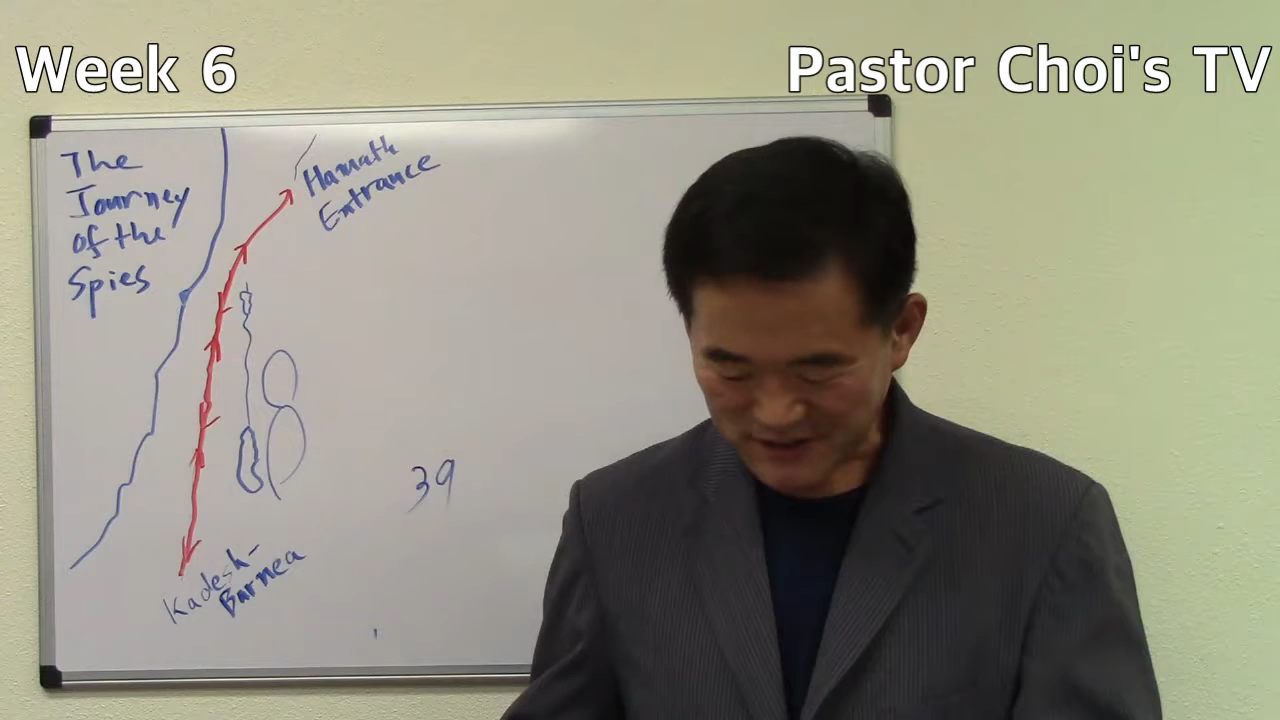 Week 6
Pastor Choi's TV
The
Journey
of the
Spies
Hamath
Entrance
39
Kadesh-
Barnea